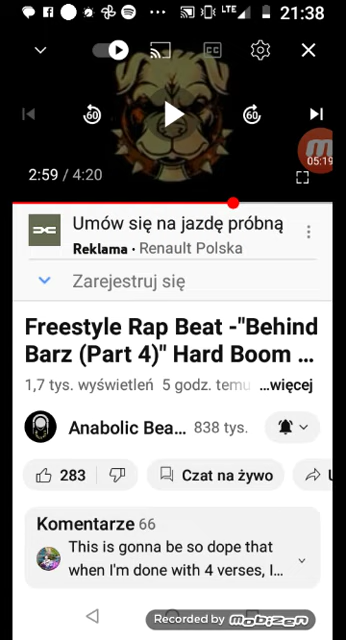 LTE 21:38
CC
60 60
05:19
2:59 / 4:20
Umów się na jazdę próbną
Reklama · Renault Polska
Zarejestruj się
Freestyle Rap Beat -"Behind
Barz (Part 4)" Hard Boom ...
1,7 tys. wyświetleń 5 godz. temu ...więcej
Anabolic Bea... 838 tys.
283 Czat na żywo
Komentarze 66
This is gonna be so dope that
when I'm done with 4 verses, I...
Recorded by mobizen